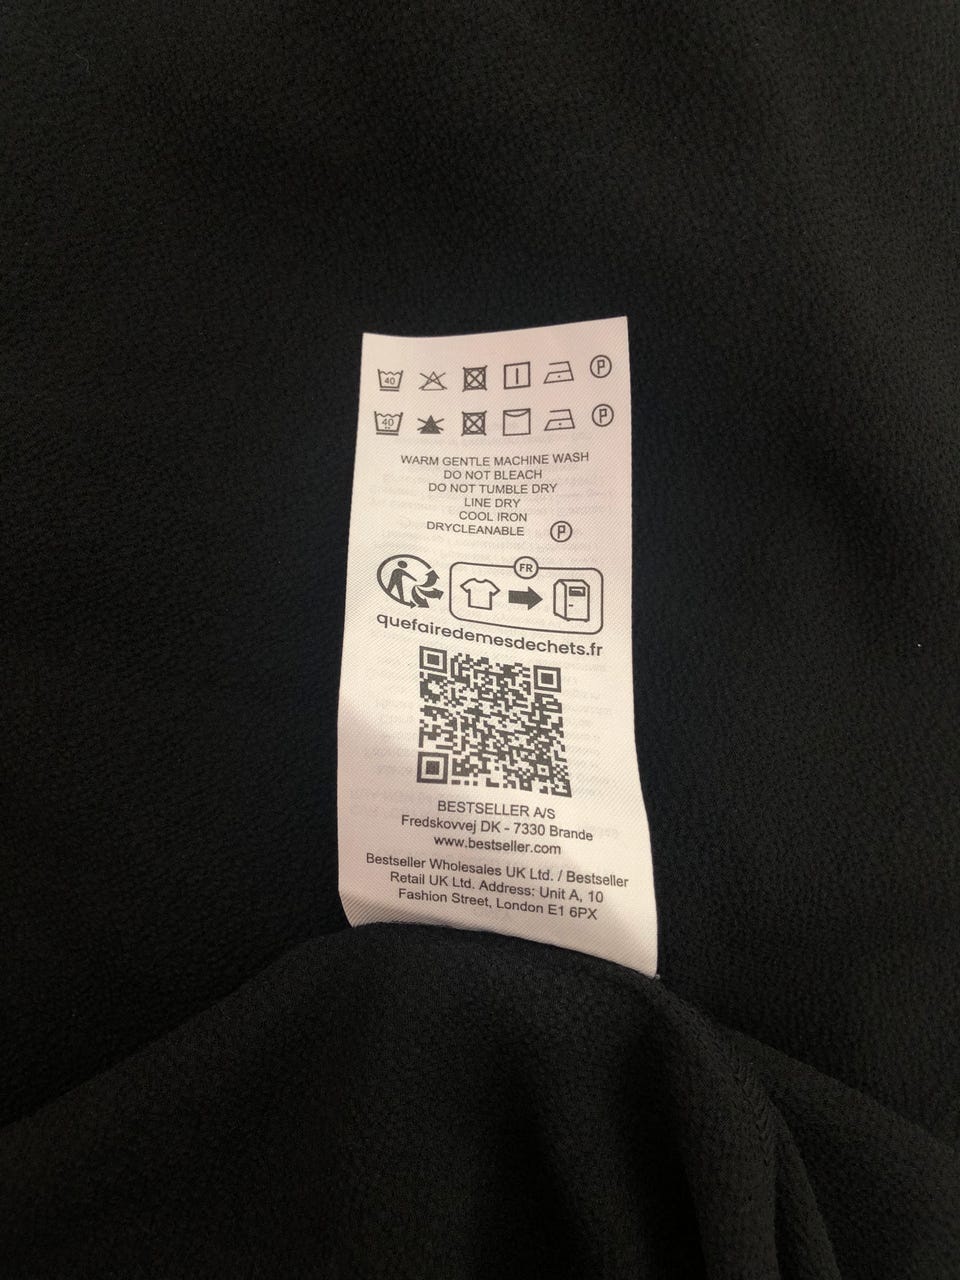 40 P
40 P
WARM GENTLE MACHINE WASH
DO NOT BLEACH
DO NOT TUMBLE DRY
LINE DRY
COOL IRON
DRYCLEANABLE P
FR
quefairedemesdechets.fr
BESTSELLER A/S
Fredskovvej DK - 7330 Brande
www.bestseller.com
Bestseller Wholesales UK Ltd. / Bestseller
Retail UK Ltd. Address: Unit A, 10
Fashion Street, London E1 6PX